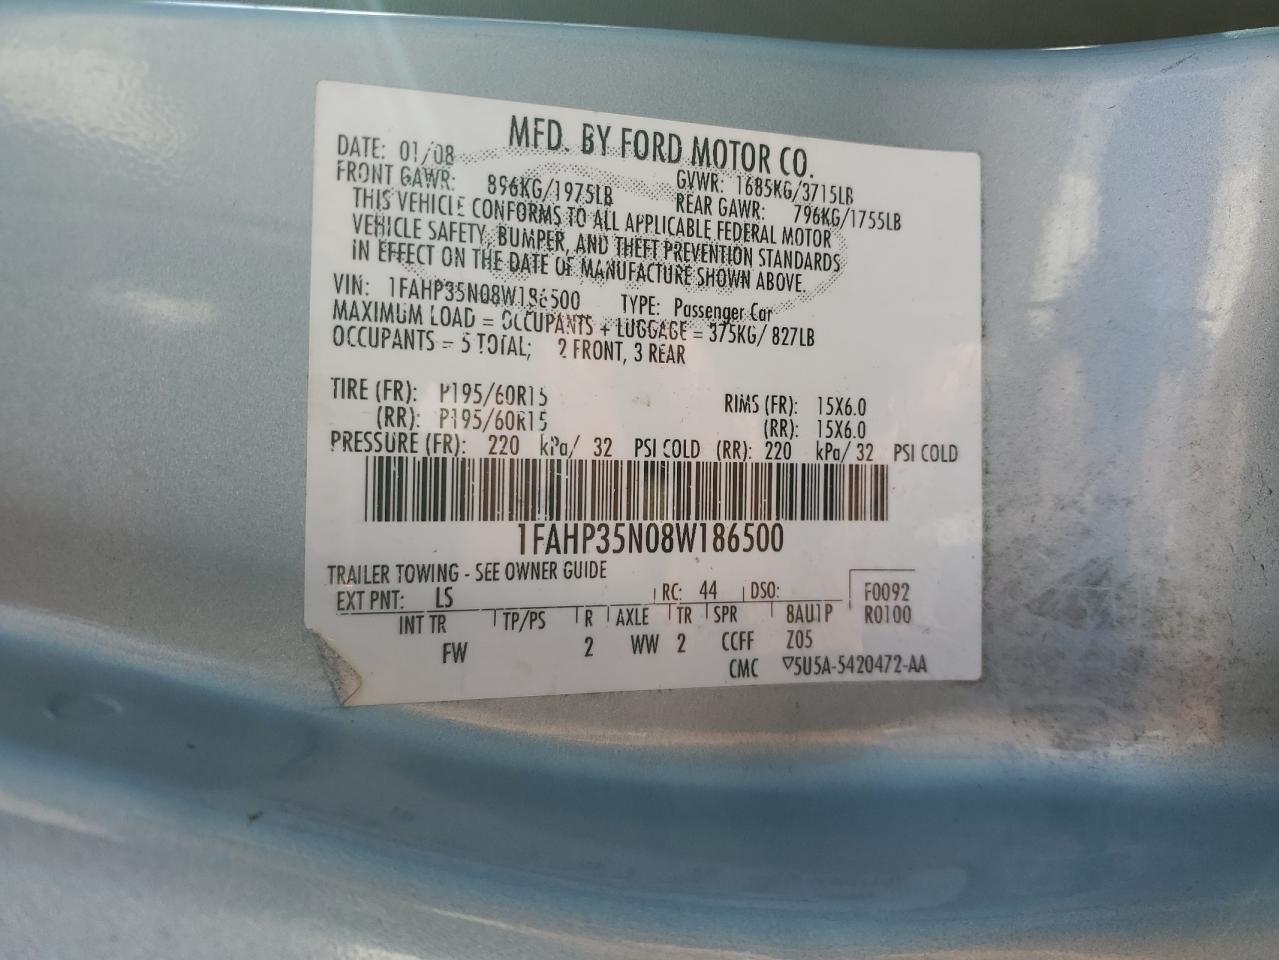 MFD. BY FORD MOTOR CO.
DATE: 01/08
GVWR: 1685KG/3715LB
FRONT GAWR: 896KG/1975LB REAR GAWR: 796KG/1755LB
THIS VEHICLE CONFORMS TO ALL APPLICABLE FEDERAL MOTOR
VEHICLE SAFETY, BUMPER, AND THEFT PREVENTION STANDARDS
IN EFFECT ON THE DATE OF MANUFACTURE SHOWN ABOVE.
VIN: 1FAHP35N08W186500 TYPE: Passenger Car
MAXIMUM LOAD = OCCUPANTS + LUGGAGE = 375KG/ 827LB
OCCUPANTS = 5 TOTAL; 2 FRONT, 3 REAR
TIRE (FR): P195/60R15 RIMS (FR): 15X6.0
(RR): P195/60R15 (RR): 15X6.0
PRESSURE (FR): 220 kPa/ 32 PSI COLD (RR): 220 kPa/ 32 PSI COLD
1FAHP35N08W186500
TRAILER TOWING - SEE OWNER GUIDE
EXT PNT: LS RC: 44 DSO: F0092
INT TR TP/PS R AXLE TR SPR 8AU1P R0100
FW 2 WW 2 CCFF Z05
CMC ▽5U5A-5420472-AA